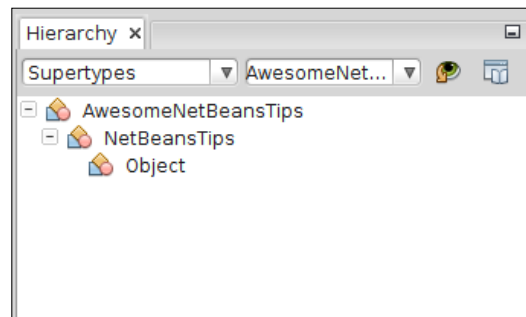 Hierarchy
Supertypes AwesomeNet...
AwesomeNetBeansTips
NetBeansTips
Object